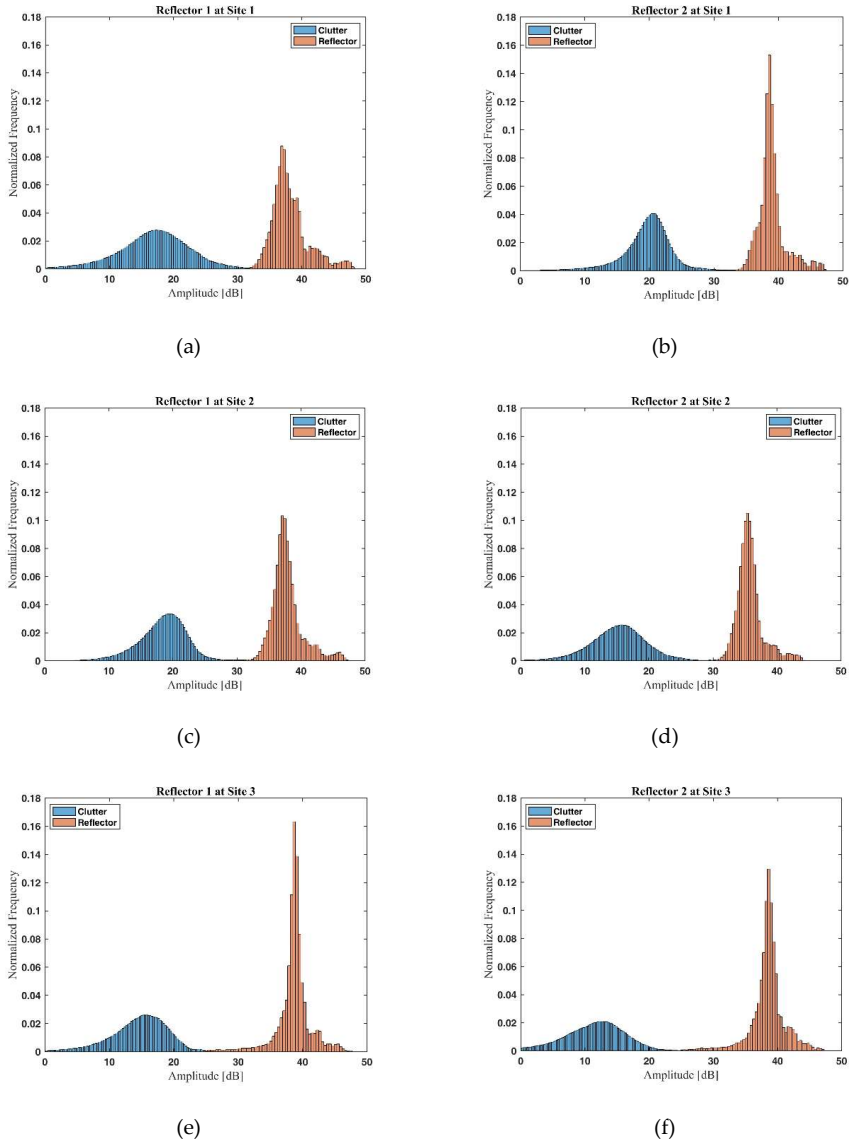 Reflector 1 at Site 1
0.18
0.16
0.14
0.12
0.1
0.08
0.06
0.04
0.02
0
Normalized Frequency
Clutter
Reflector
0 10 20 30 40 50
Amplitude [dB]
(a)
Reflector 2 at Site 1
0.18
0.16
0.14
0.12
0.1
0.08
0.06
0.04
0.02
0
Normalized Frequency
Clutter
Reflector
0 10 20 30 40 50
Amplitude [dB]
(b)
Reflector 1 at Site 2
0.18
0.16
0.14
0.12
0.1
0.08
0.06
0.04
0.02
0
Normalized Frequency
Clutter
Reflector
0 10 20 30 40 50
Amplitude [dB]
(c)
Reflector 2 at Site 2
0.18
0.16
0.14
0.12
0.1
0.08
0.06
0.04
0.02
0
Normalized Frequency
Clutter
Reflector
0 10 20 30 40 50
Amplitude [dB]
(d)
Reflector 1 at Site 3
0.18
0.16
0.14
0.12
0.1
0.08
0.06
0.04
0.02
0
Normalized Frequency
Clutter
Reflector
0 10 20 30 40 50
Amplitude [dB]
(e)
Reflector 2 at Site 3
0.18
0.16
0.14
0.12
0.1
0.08
0.06
0.04
0.02
0
Normalized Frequency
Clutter
Reflector
0 10 20 30 40 50
Amplitude [dB]
(f)